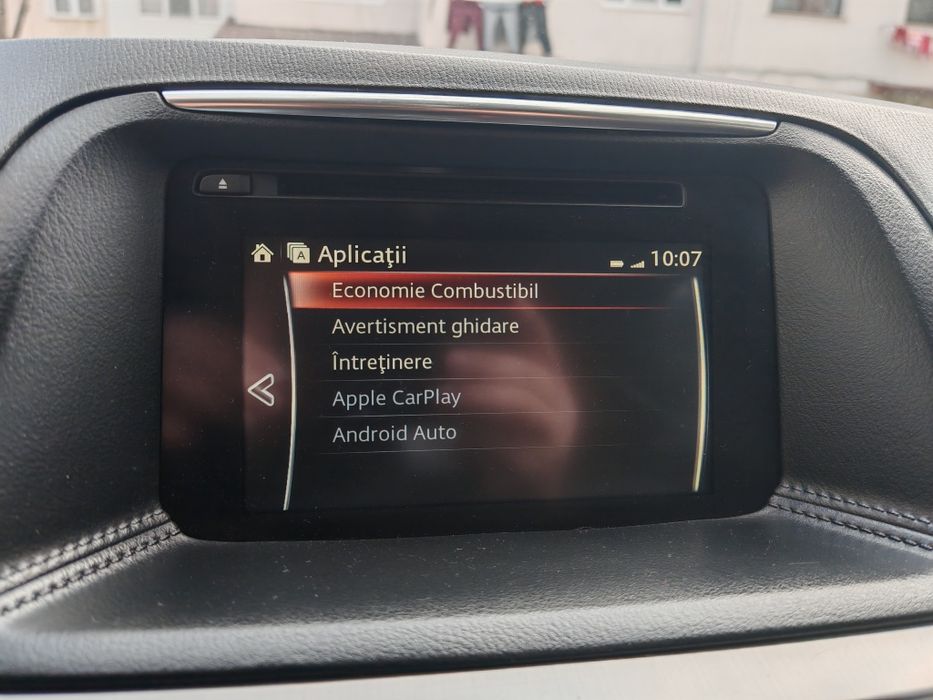 Aplicaţii
10:07
Economie Combustibil
Avertisment ghidare
Întreţinere
Apple CarPlay
Android Auto